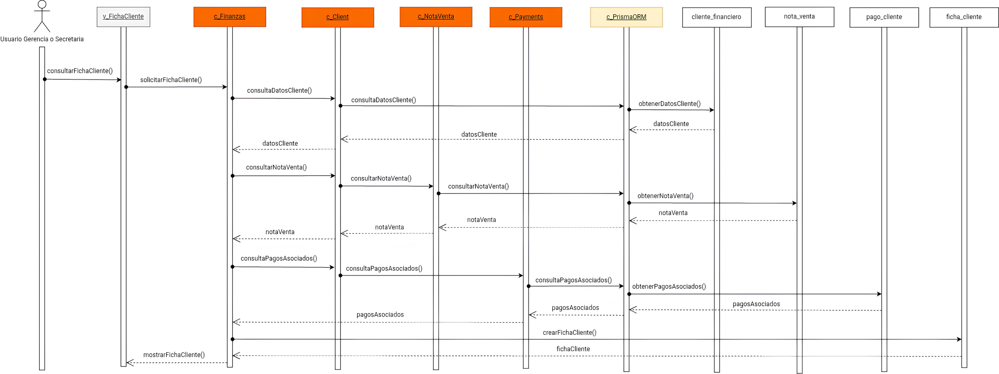 v_FichaCliente
c_Finanzas
c_Client
c_NotaVenta
c_Payments
c_PrismaORM
cliente_financiero
nota_venta
pago_cliente
ficha_cliente
Usuario Gerencia o Secretaria
consultarFichaCliente()
solicitarFichaCliente()
consultaDatosCliente()
consultaDatosCliente()
obtenerDatosCliente()
datosCliente
datosCliente
datosCliente
consultarNotaVenta()
consultarNotaVenta()
consultarNotaVenta()
obtenerNotaVenta()
notaVenta
notaVenta
notaVenta
notaVenta
consultaPagosAsociados()
consultaPagosAsociados()
consultaPagosAsociados()
obtenerPagosAsociados()
pagosAsociados
pagosAsociados
pagosAsociados
crearFichaCliente()
fichaCliente
mostrarFichaCliente()